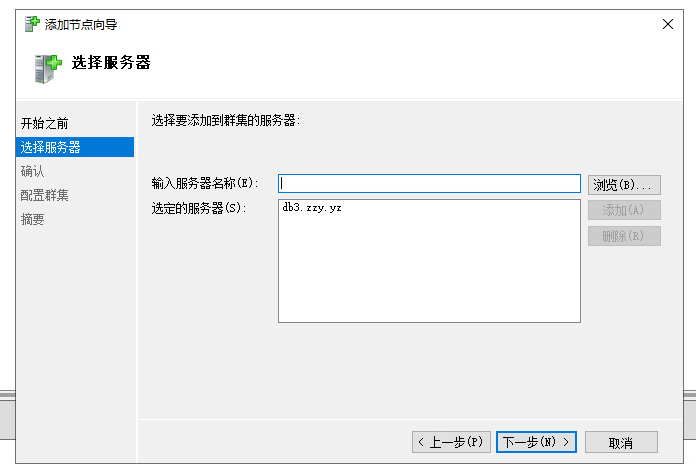 添加节点向导
选择服务器
开始之前
选择服务器
确认
配置群集
摘要
选择要添加到群集的服务器:
输入服务器名称(E):
浏览(B)...
选定的服务器(S):
db3.zzy.yz
添加(A)
删除(R)
< 上一步(P)
下一步(N) >
取消